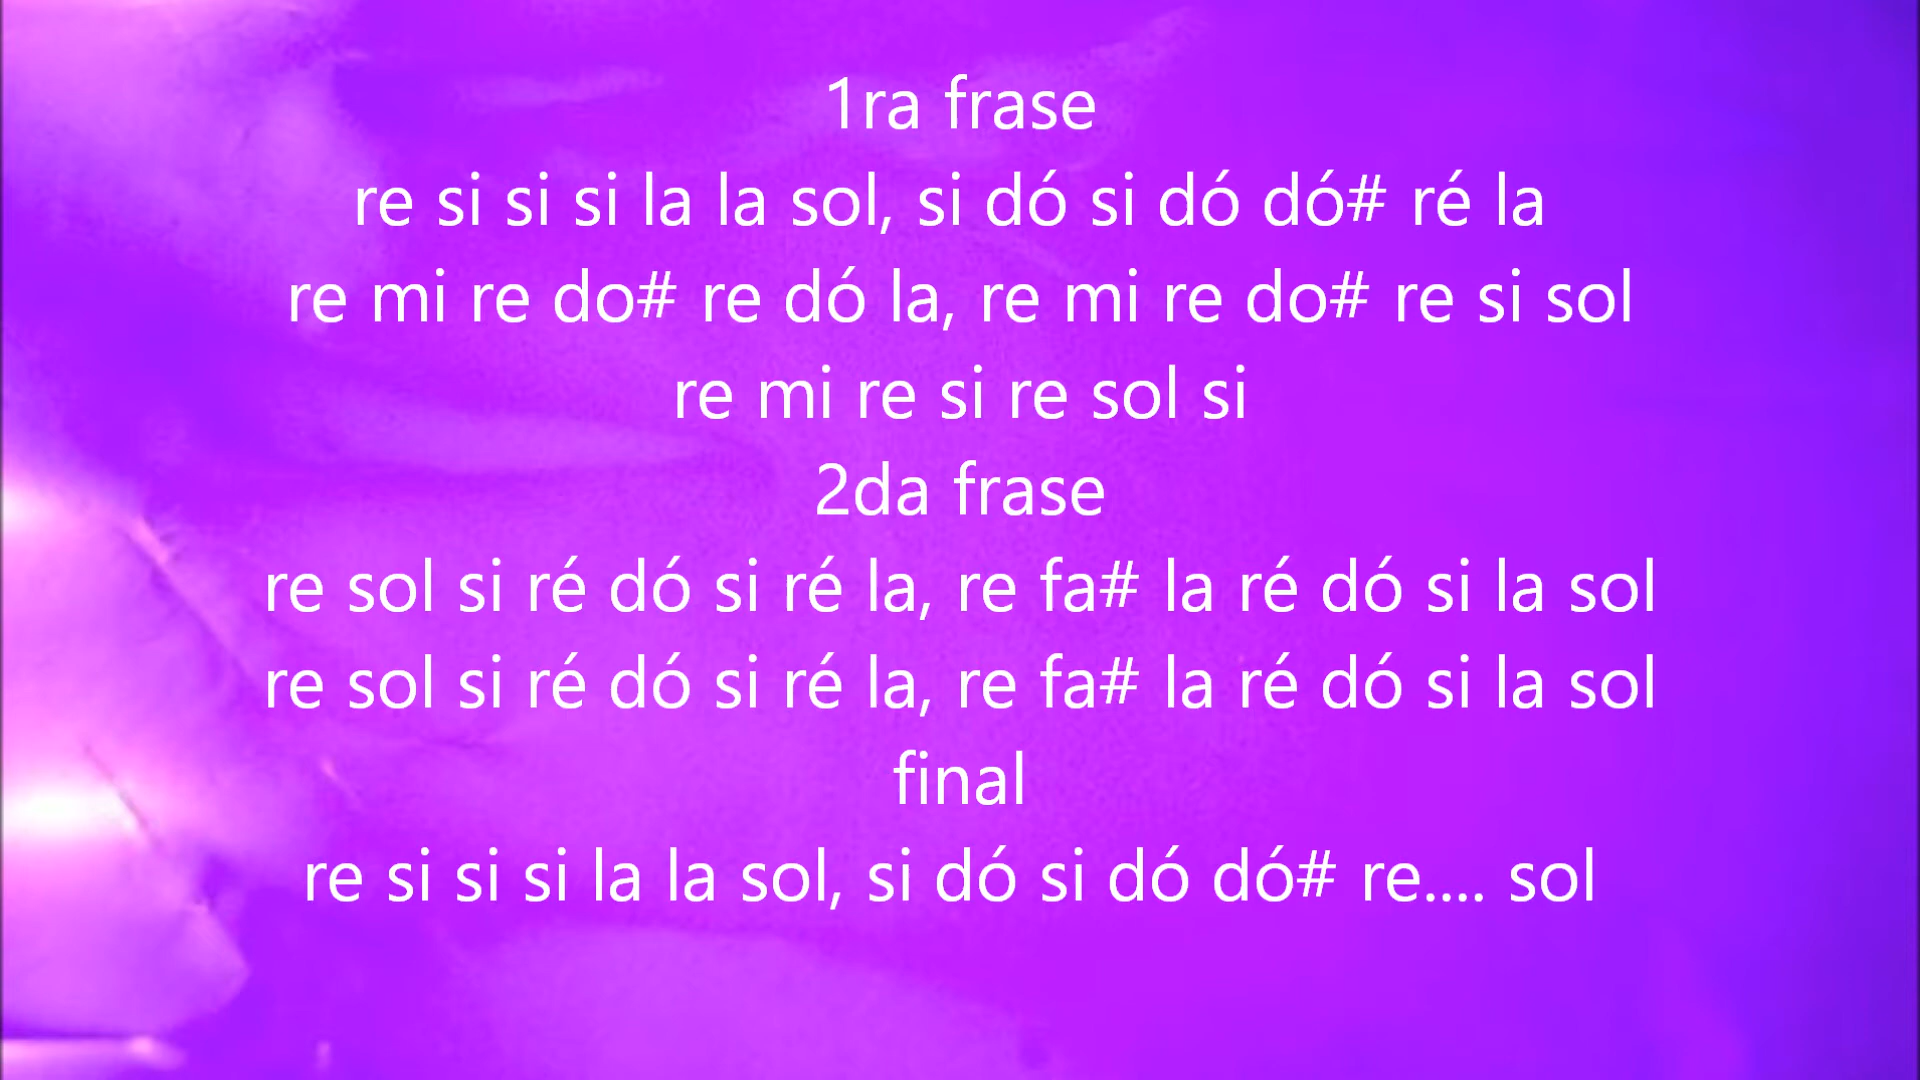 1ra frase
re si si si la la sol, si dó si dó dó# ré la
re mi re do# re dó la, re mi re do# re si sol
re mi re si re sol si
2da frase
re sol si ré dó si ré la, re fa# la ré dó si la sol
re sol si ré dó si ré la, re fa# la ré dó si la sol
final
re si si si la la sol, si dó si dó dó# re.... sol